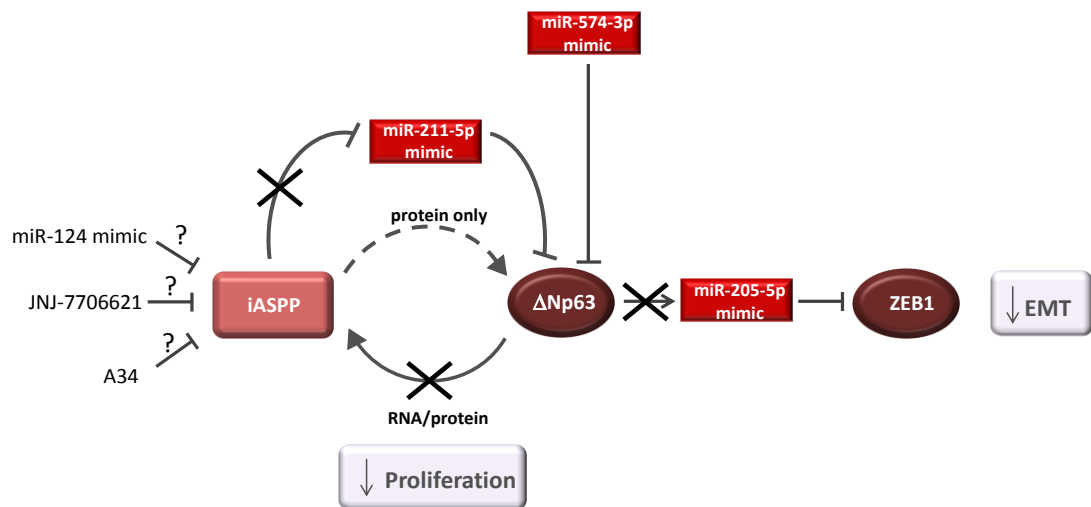 miR-574-3p
mimic
miR-211-5p
mimic
protein only
miR-124 mimic
?
JNJ-7706621
?
A34
?
iASPP
ΔNp63
miR-205-5p
mimic
ZEB1
↓ EMT
RNA/protein
↓ Proliferation